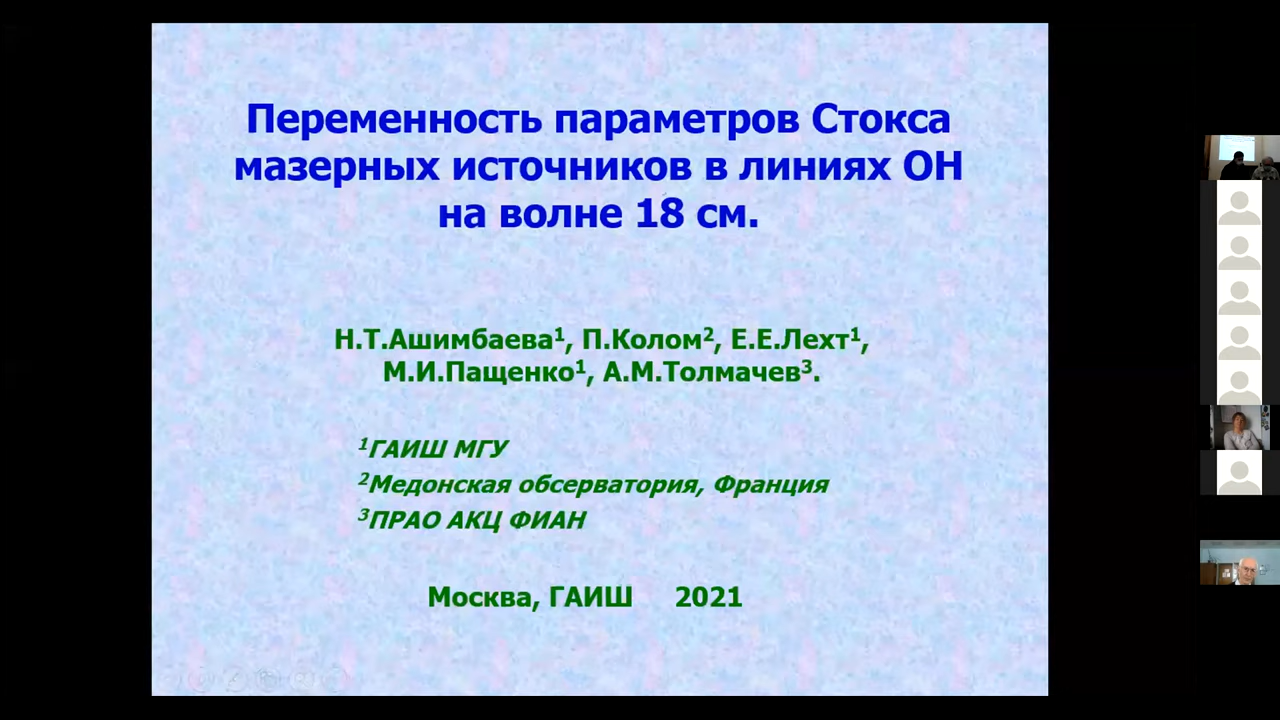 Переменность параметров Стокса
мазерных источников в линиях ОН
на волне 18 см.
Н.Т.Ашимбаева¹, П.Колом², Е.Е.Лехт¹,
М.И.Пащенко¹, А.М.Толмачев³.
¹ГАИШ МГУ
²Медонская обсерватория, Франция
³ПРАО АКЦ ФИАН
Москва, ГАИШ 2021